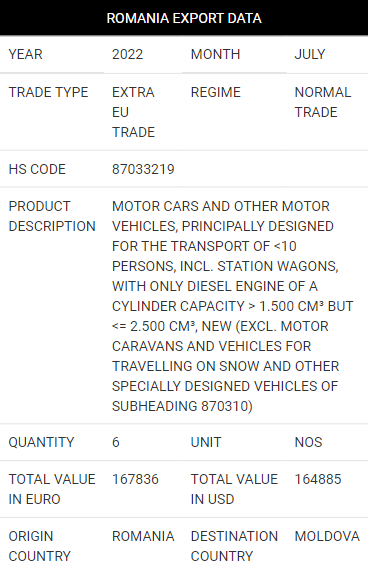 ROMANIA EXPORT DATA
YEAR 2022 MONTH JULY
TRADE TYPE EXTRA EU TRADE REGIME NORMAL TRADE
HS CODE 87033219
PRODUCT DESCRIPTION
MOTOR CARS AND OTHER MOTOR
VEHICLES, PRINCIPALLY DESIGNED
FOR THE TRANSPORT OF <10
PERSONS, INCL. STATION WAGONS,
WITH ONLY DIESEL ENGINE OF A
CYLINDER CAPACITY > 1.500 CM³ BUT
<= 2.500 CM³, NEW (EXCL. MOTOR
CARAVANS AND VEHICLES FOR
TRAVELLING ON SNOW AND OTHER
SPECIALLY DESIGNED VEHICLES OF
SUBHEADING 870310)
QUANTITY 6 UNIT NOS
TOTAL VALUE IN EURO 167836 TOTAL VALUE IN USD 164885
ORIGIN COUNTRY ROMANIA DESTINATION COUNTRY MOLDOVA